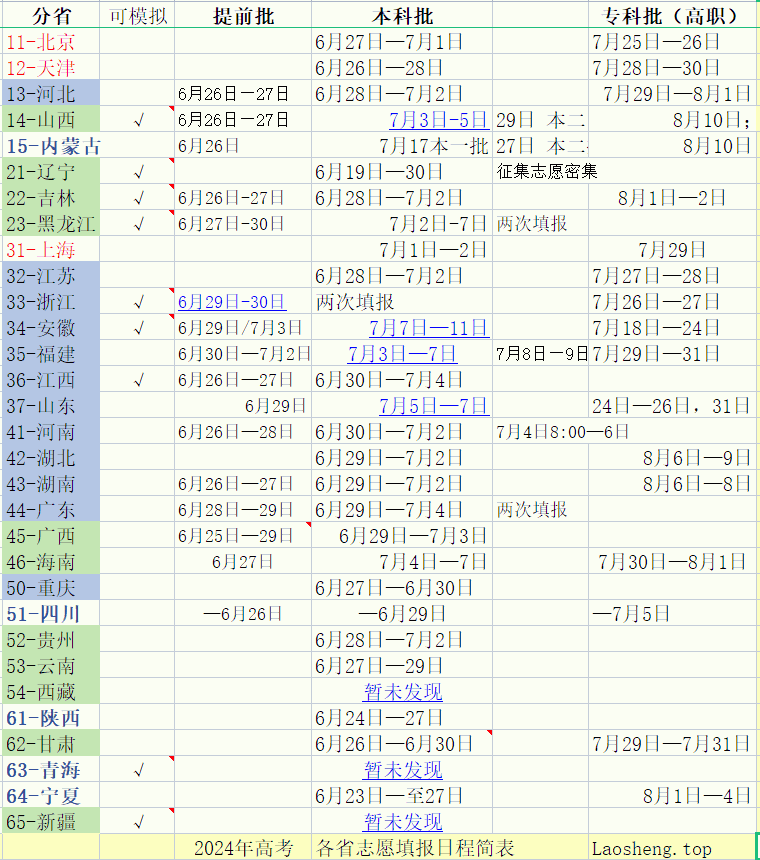 分省 可模拟 提前批 本科批 专科批（高职）
11-北京 6月27日—7月1日 7月25日—26日
12-天津 6月26日—28日 7月28日—30日
13-河北 6月26日—27日 6月28日—7月2日 7月29日—8月1日
14-山西 √ 6月26日—27日 7月3日-5日 29日 本二 8月10日;
15-内蒙古 6月26日 7月17本一批 27日 本二 8月10日
21-辽宁 √ 6月19日—30日 征集志愿密集
22-吉林 √ 6月26日-27日 6月28日—7月2日 8月1日—2日
23-黑龙江 √ 6月27日-30日 7月2日-7日 两次填报
31-上海 7月1日—2日 7月29日
32-江苏 6月28日—7月2日 7月27日—28日
33-浙江 √ 6月29日-30日 两次填报 7月26日—27日
34-安徽 √ 6月29日/7月3日 7月7日—11日 7月18日—24日
35-福建 6月30日—7月2日 7月3日—7日 7月8日—9日 7月29日—31日
36-江西 √ 6月26日—27日 6月30日—7月4日
37-山东 6月29日 7月5日—7日 24日—26日，31日
41-河南 6月26日—28日 6月30日—7月2日 7月4日8:00—6日
42-湖北 6月29日—7月2日 8月6日—9日
43-湖南 6月26日—27日 6月29日—7月2日 8月6日—8日
44-广东 6月28日—29日 6月29日—7月4日 两次填报
45-广西 6月25日—29日 6月29日—7月3日
46-海南 6月27日 7月4日—7日 7月30日—8月1日
50-重庆 6月27日—6月30日
51-四川 —6月26日 —6月29日 —7月5日
52-贵州 6月28日—7月2日
53-云南 6月27日—29日
54-西藏 暂未发现
61-陕西 6月24日—27日
62-甘肃 6月26日—6月30日 7月29日—7月31日
63-青海 √ 暂未发现
64-宁夏 6月23日—至27日 8月1日—4日
65-新疆 √ 暂未发现
2024年高考 各省志愿填报日程简表 Laosheng.top